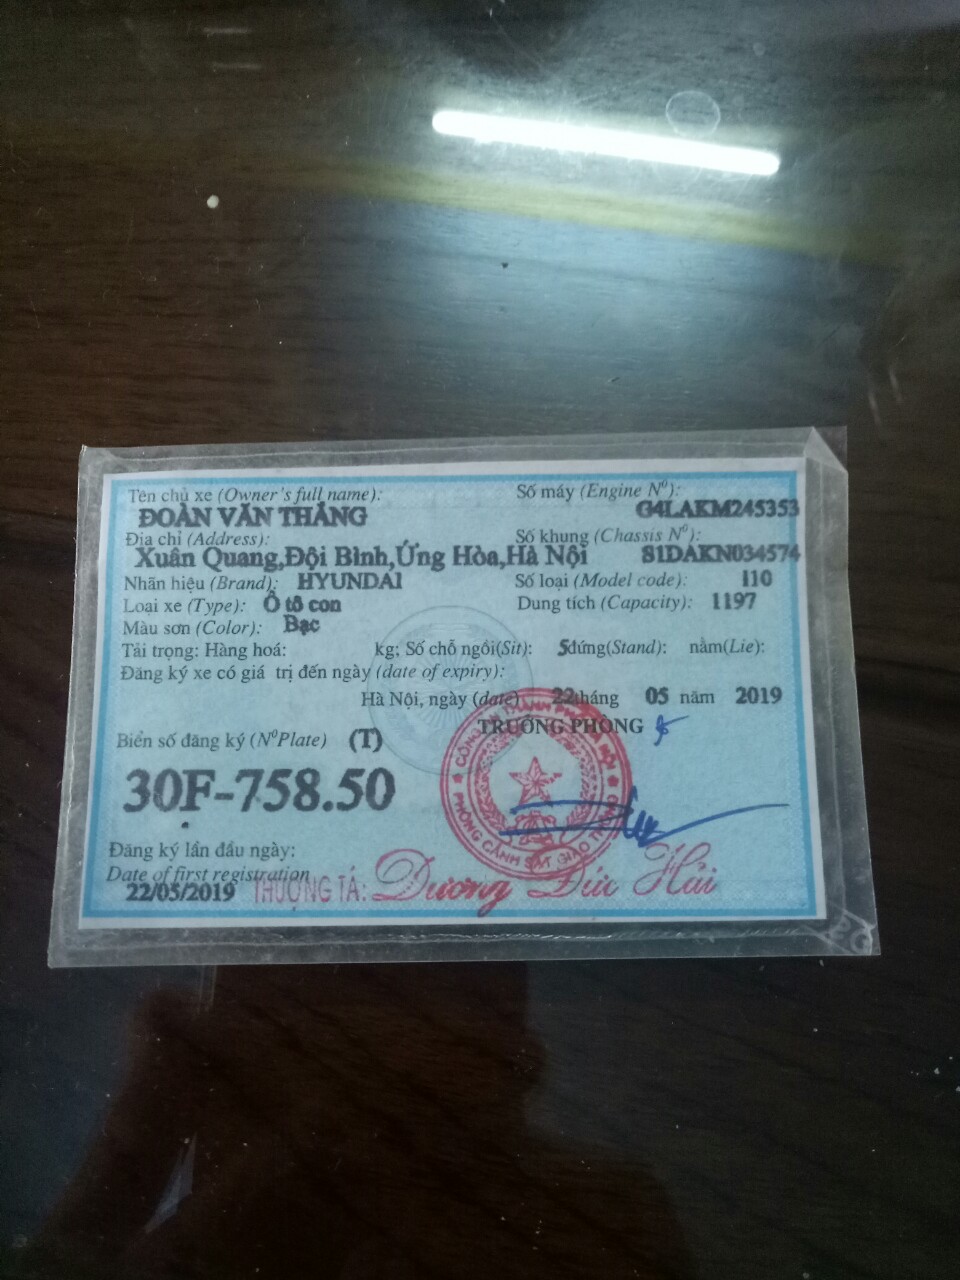 Tên chủ xe (Owner's full name):
ĐOÀN VĂN THẮNG
Địa chỉ (Address):
Xuân Quang,Đội Bình,Ứng Hòa,Hà Nội
Số máy (Engine Nº):
G4LAKM245353
Số khung (Chassis Nº):
81DAKN034574
Nhãn hiệu (Brand): HYUNDAI
Số loại (Model code): I10
Loại xe (Type): Ô tô con
Dung tích (Capacity): 1197
Màu sơn (Color): Bạc
Tải trọng: Hàng hoá: kg; Số chỗ ngồi(Sit): 5 đứng(Stand): nằm(Lie):
Đăng ký xe có giá trị đến ngày (date of expiry):
Hà Nội, ngày (date) 22 tháng 05 năm 2019
TRƯỞNG PHÒNG
Biển số đăng ký (NºPlate) (T)
30F-758.50
PHÒNG CẢNH SÁT GIAO THÔNG
Đăng ký lần đầu ngày:
Date of first registration
22/05/2019
THƯỢNG TÁ: Dương Đức Hải